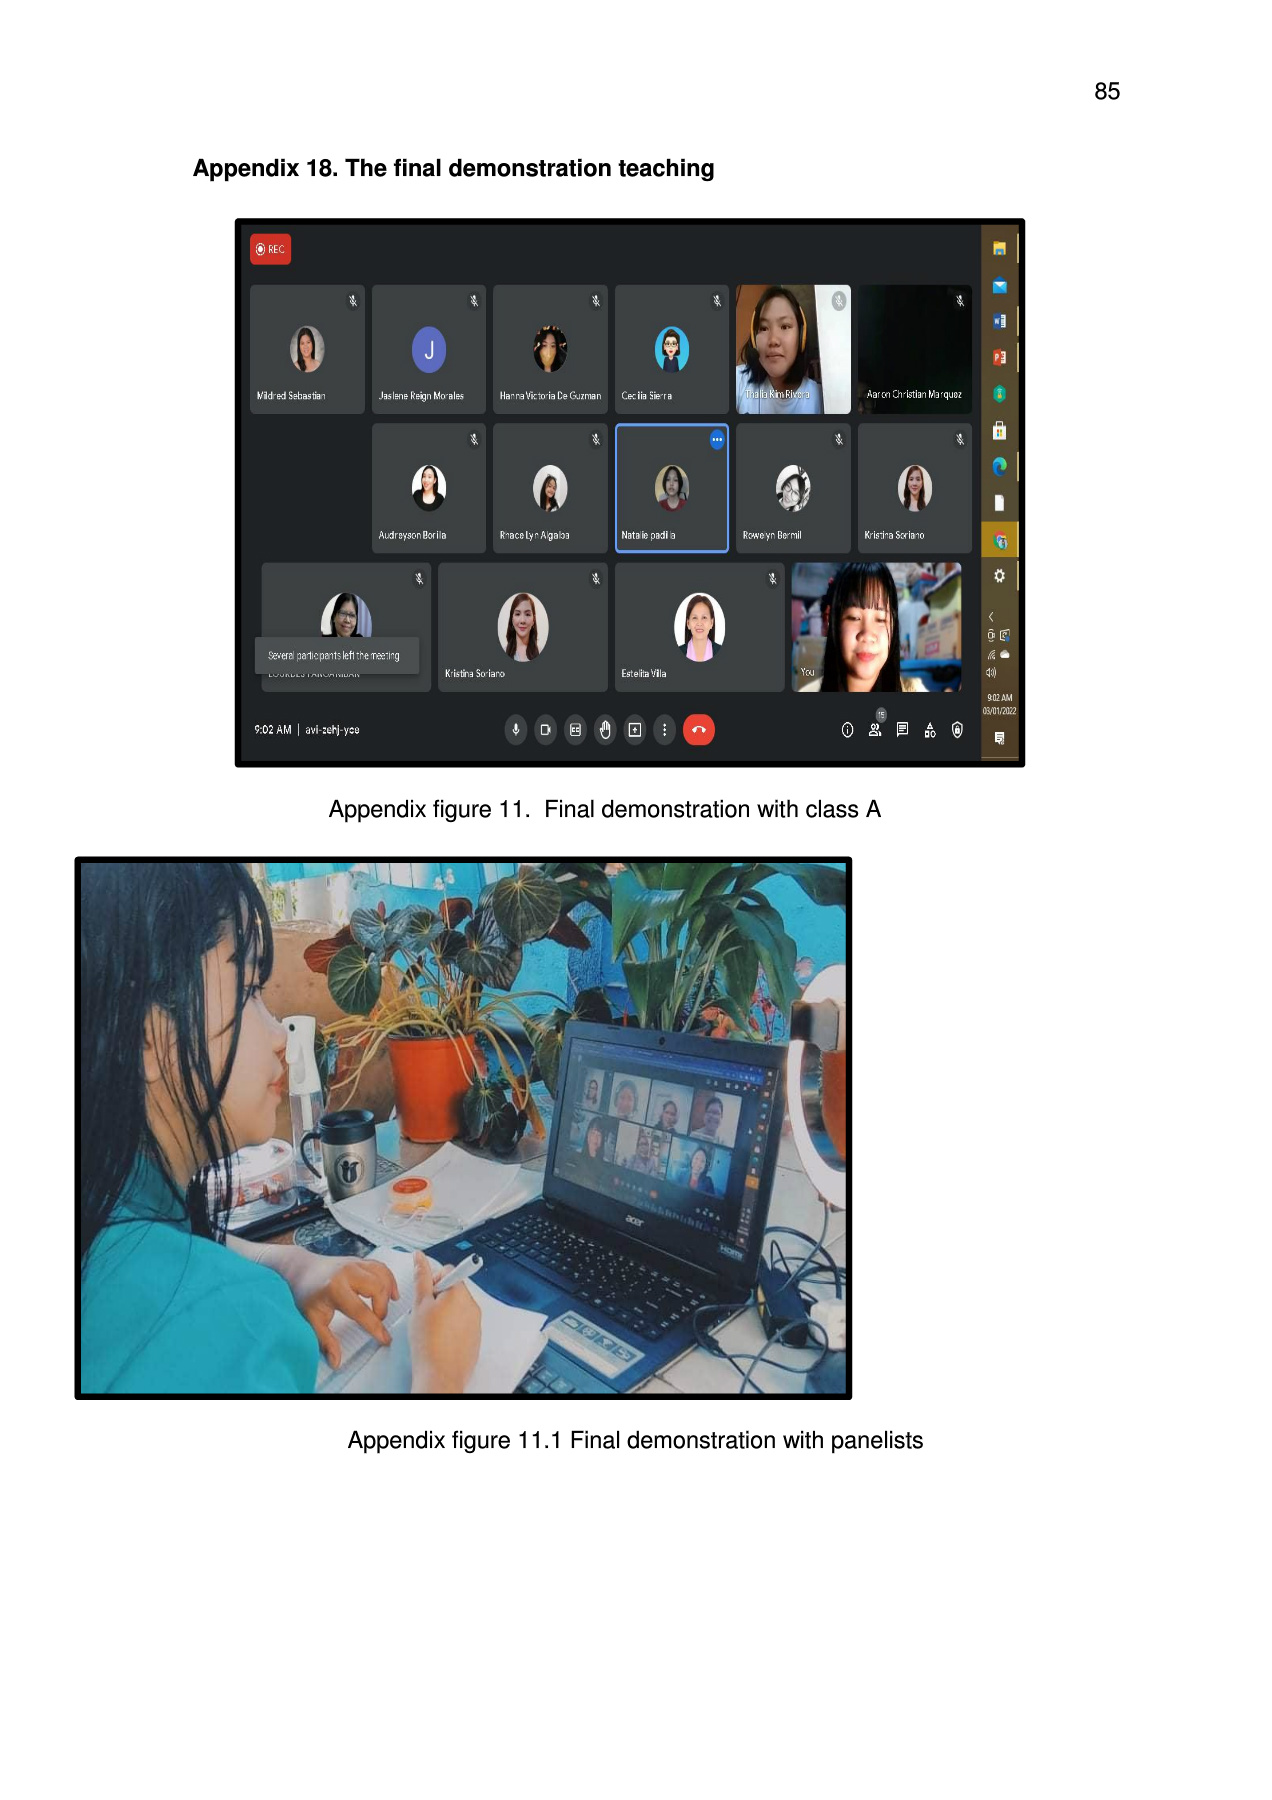 85
Appendix 18. The final demonstration teaching
REC
Mildred Sebastian
J
Jaslene Reign Morales
Hanna Victoria De Guzman
Cecilia Sierra
Thalia Kim Rivera
Aaron Christian Marquez
Audreyson Borilla
Rhace Lyn Algalba
Natalie padilla
Rowelyn Bermil
Kristina Soriano
Several participants left the meeting
Kristina Soriano
Estelita Villa
You
9:02 AM | avi-zehj-yce
15
9:02 AM
03/01/2022
Appendix figure 11. Final demonstration with class A
acer
HDMI
Appendix figure 11.1 Final demonstration with panelists